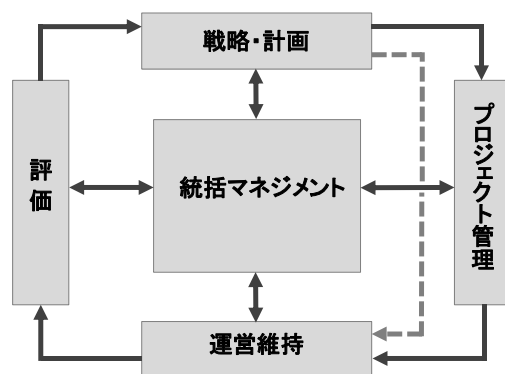 戦略・計画
評価
統括マネジメント
プロジェクト管理
運営維持